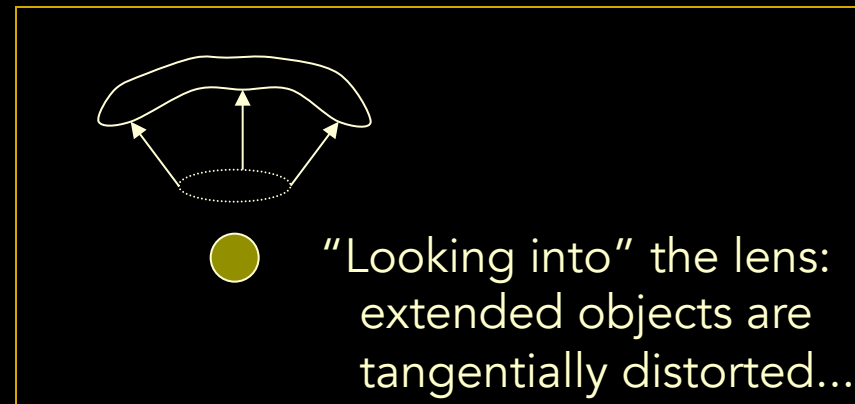 “Looking into” the lens:
extended objects are
tangentially distorted...